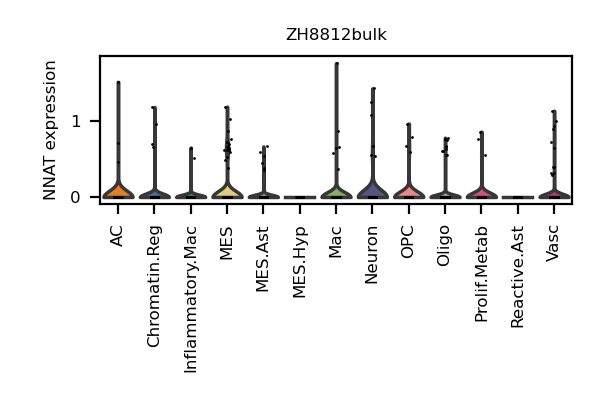 ZH8812bulk
NNAT expression
1
0
AC
Chromatin.Reg
Inflammatory.Mac
MES
MES.Ast
MES.Hyp
Mac
Neuron
OPC
Oligo
Prolif.Metab
Reactive.Ast
Vasc